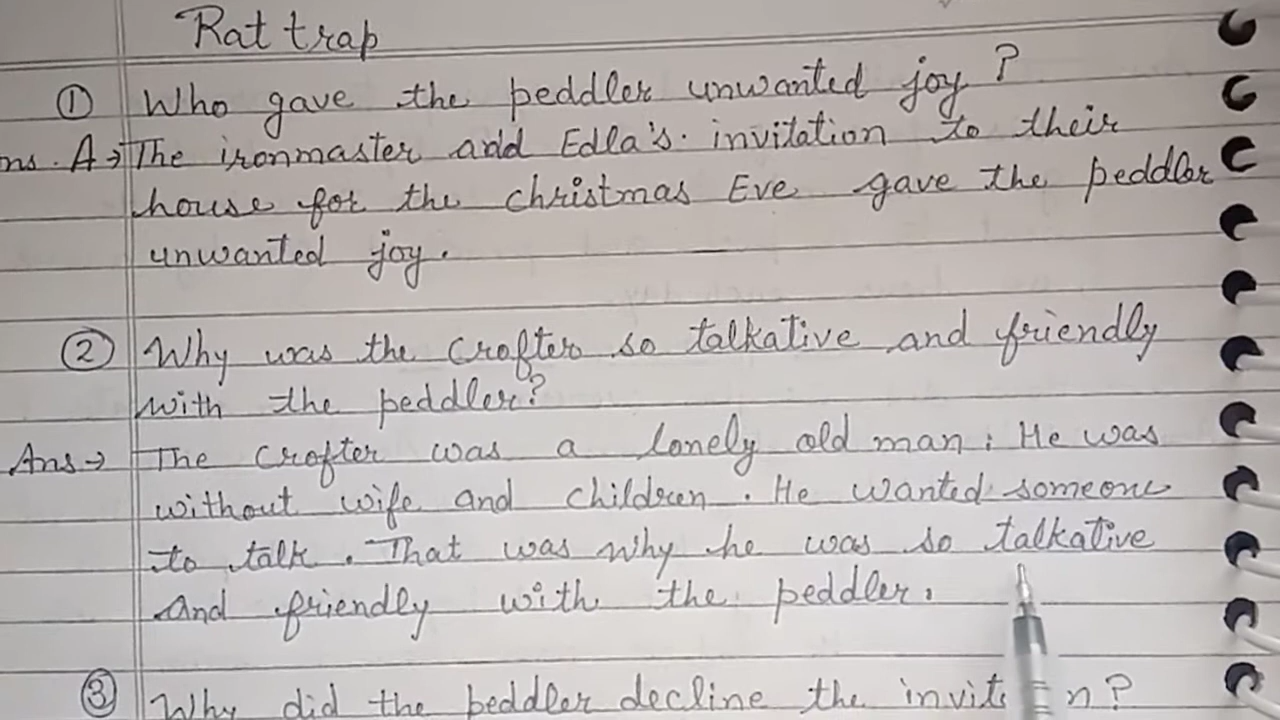 Rat trap
① Who gave the peddler unwanted joy?
ns. A→ The ironmaster add Edla's invitation to their
house for the christmas Eve gave the peddlor
unwanted joy.
② Why was the crofter so talkative and friendly
with the peddler?
Ans→ The Crofter was a lonely old man. He was
without wife and children. He wanted someone
to talk. That was why he was so talkative
And friendly with the peddler.
③ Why did the peddler decline the